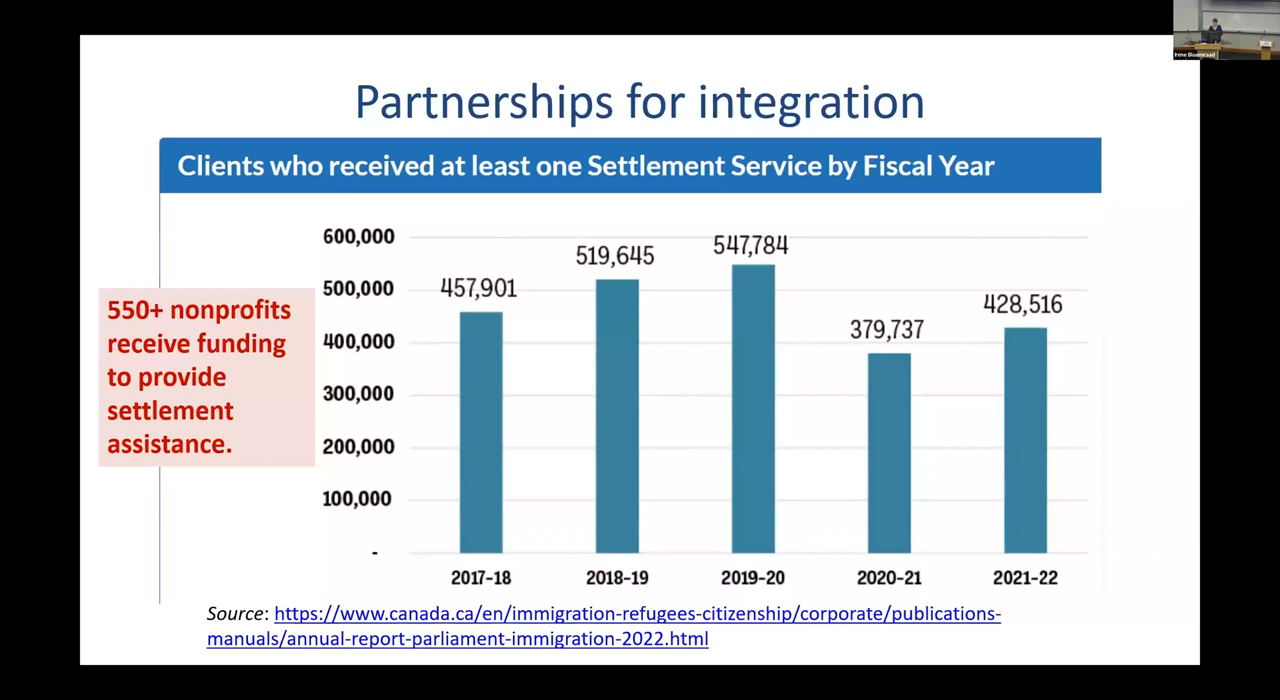 Irene Bloemraad
Partnerships for integration
Clients who received at least one Settlement Service by Fiscal Year
550+ nonprofits
receive funding
to provide
settlement
assistance.
600,000
500,000
400,000
300,000
200,000
100,000
-
457,901
519,645
547,784
379,737
428,516
2017-18
2018-19
2019-20
2020-21
2021-22
Source: https://www.canada.ca/en/immigration-refugees-citizenship/corporate/publications-
manuals/annual-report-parliament-immigration-2022.html